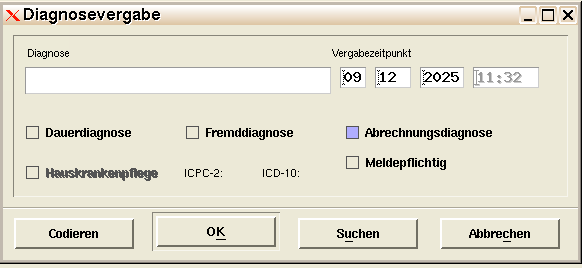 Diagnosevergabe
Diagnose Vergabezeitpunkt
09 12 2025 11:32
Dauerdiagnose Fremddiagnose Abrechnungsdiagnose
Hauskrankenpflege ICPC-2: ICD-10: Meldepflichtig
Codieren OK Suchen Abbrechen